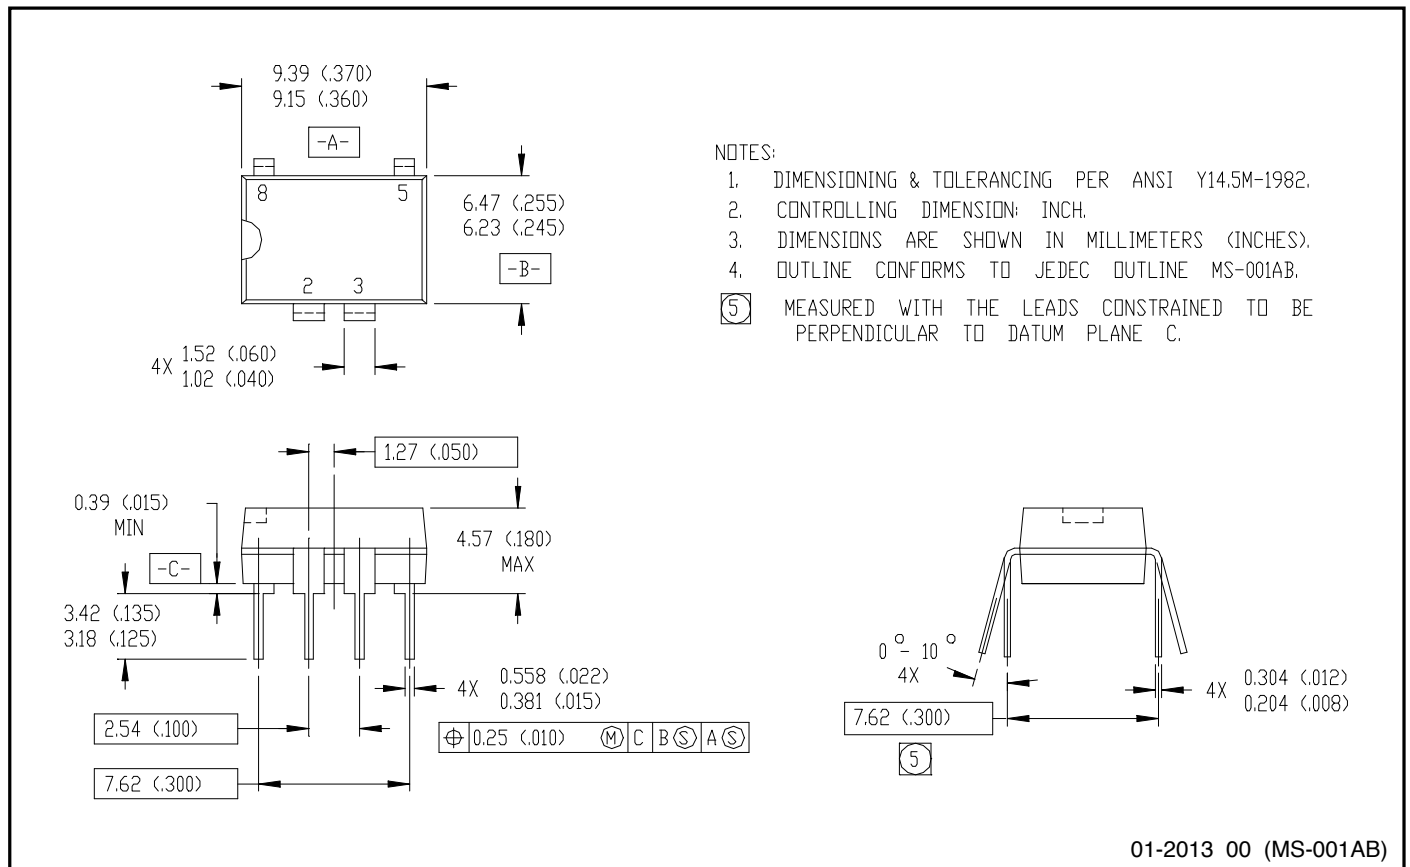 9.39 (.370)
9.15 (.360)
-A-
8
5
6.47 (.255)
6.23 (.245)
-B-
2
3
4X
1.52 (.060)
1.02 (.040)
NOTES:
1. DIMENSIONING & TOLERANCING PER ANSI Y14.5M-1982.
2. CONTROLLING DIMENSION: INCH.
3. DIMENSIONS ARE SHOWN IN MILLIMETERS (INCHES).
4. OUTLINE CONFORMS TO JEDEC OUTLINE MS-001AB.
5 MEASURED WITH THE LEADS CONSTRAINED TO BE
PERPENDICULAR TO DATUM PLANE C.
1.27 (.050)
0.39 (.015)
MIN
4.57 (.180)
MAX
-C-
3.42 (.135)
3.18 (.125)
4X
0.558 (.022)
0.381 (.015)
2.54 (.100)
⌖ 0.25 (.010) Ⓜ C B Ⓢ A Ⓢ
7.62 (.300)
0° - 10°
4X
4X
0.304 (.012)
0.204 (.008)
7.62 (.300)
5
01-2013 00 (MS-001AB)